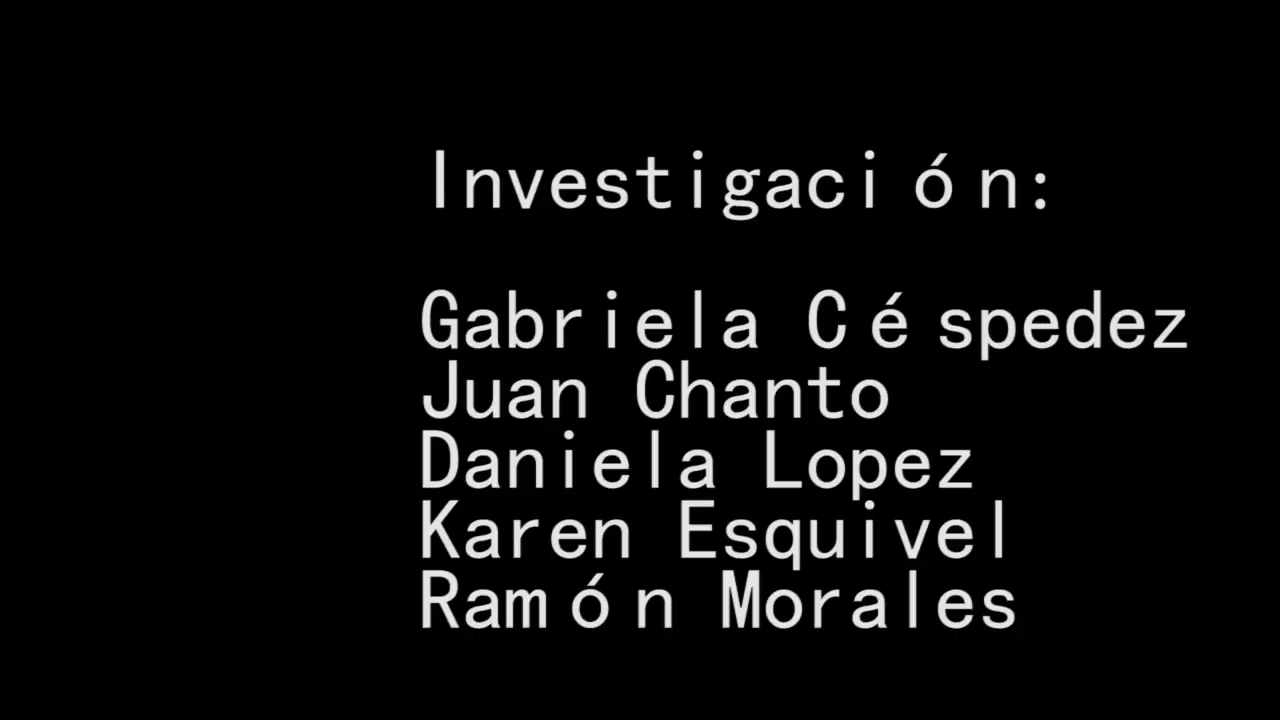 Investigación:
Gabriela Céspedez
Juan Chanto
Daniela Lopez
Karen Esquivel
Ramón Morales